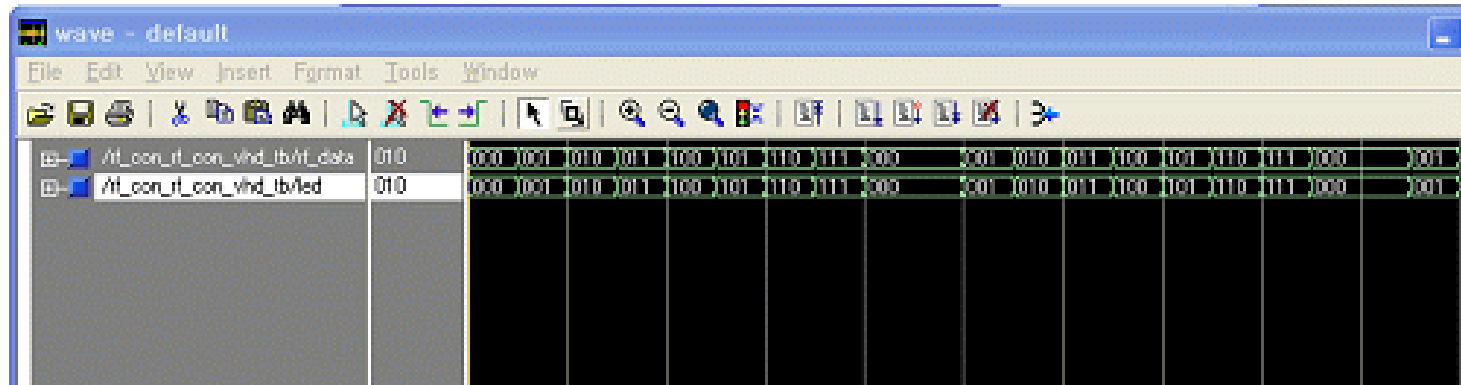 wave - default
File Edit View Insert Format Tools Window
/rf_con_rf_con_vhd_tb/rf_data 010 000 001 010 011 100 101 110 111 000 001 010 011 100 101 110 111 000 001
/rf_con_rf_con_vhd_tb/led 010 000 001 010 011 100 101 110 111 000 001 010 011 100 101 110 111 000 001